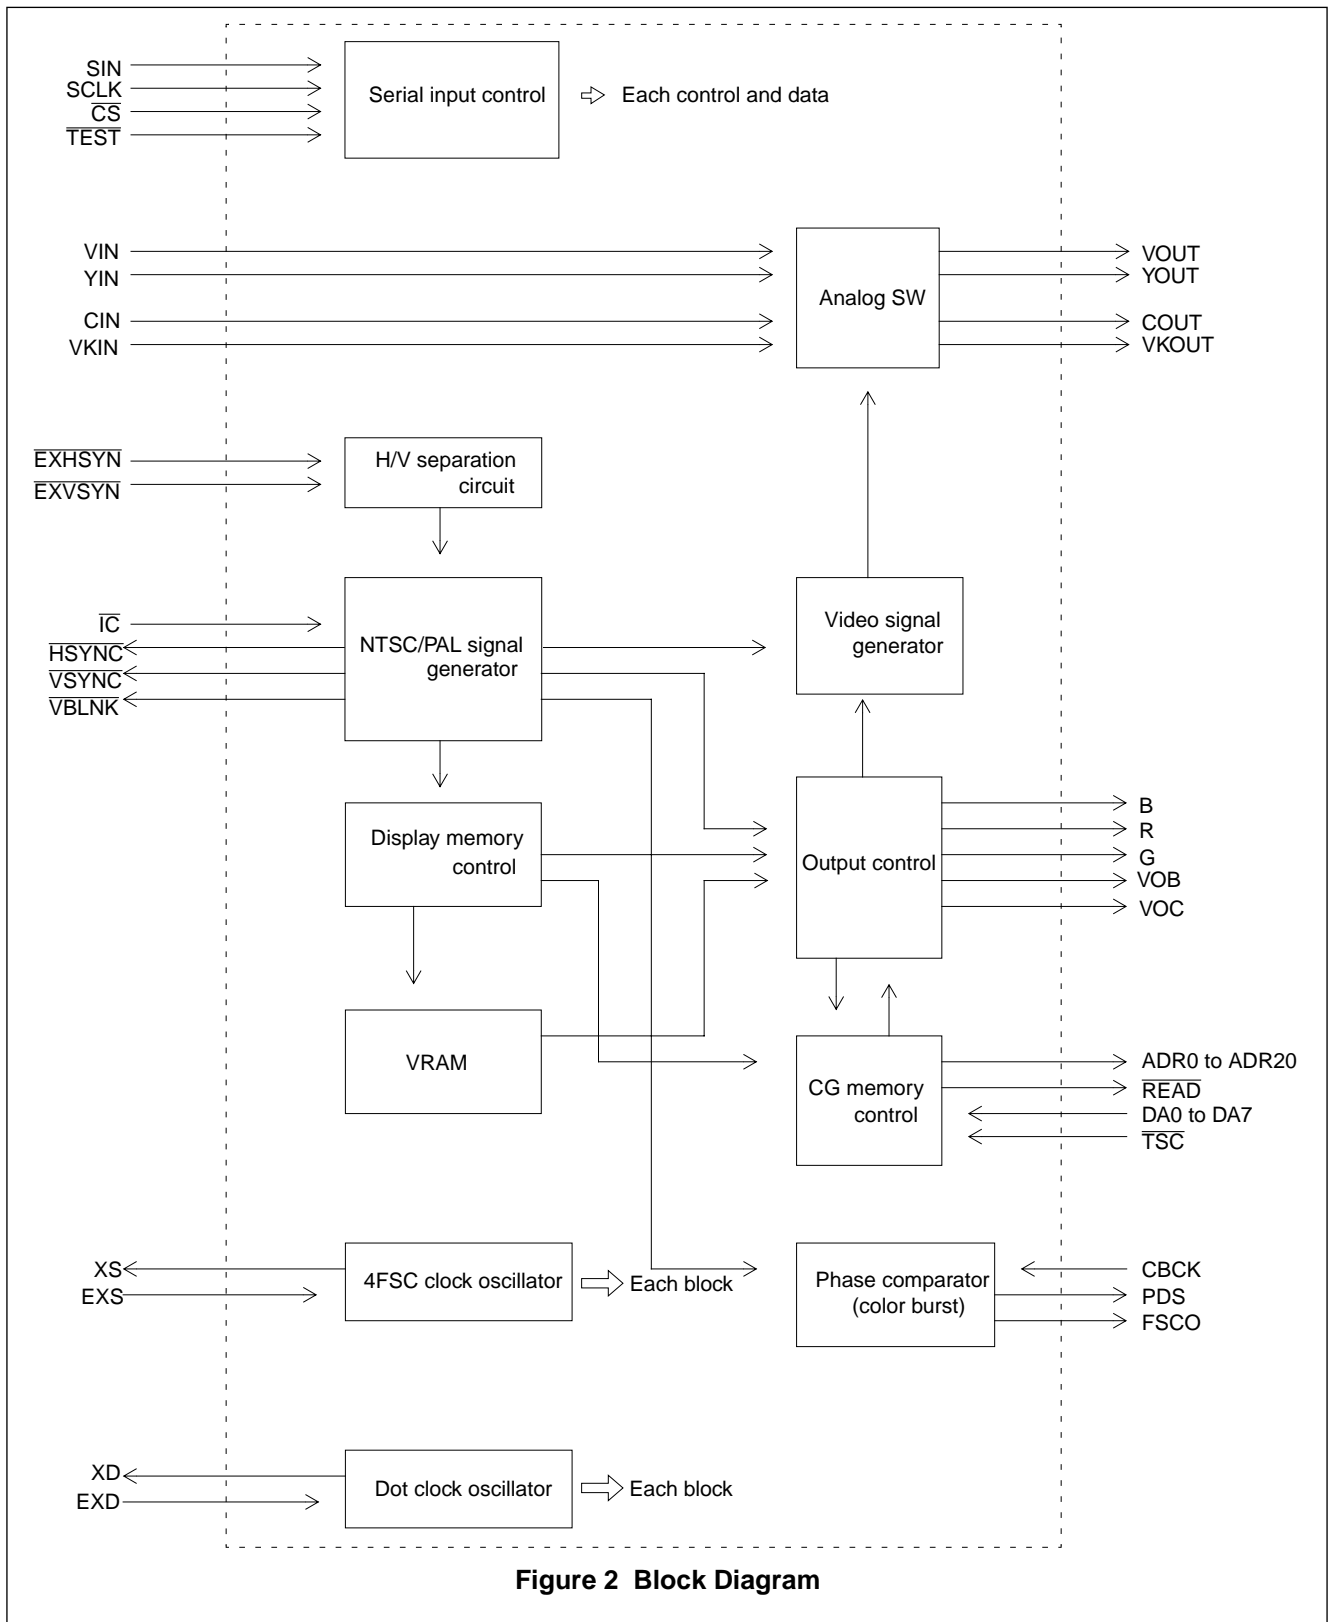 SIN
SCLK
CS
TEST
Serial input control
Each control and data
VIN
YIN
CIN
VKIN
Analog SW
VOUT
YOUT
COUT
VKOUT
EXHSYN
EXVSYN
H/V separation
circuit
IC
HSYNC
VSYNC
VBLNK
NTSC/PAL signal
generator
Video signal
generator
Display memory
control
Output control
B
R
G
VOB
VOC
VRAM
CG memory
control
ADR0 to ADR20
READ
DA0 to DA7
TSC
XS
EXS
4FSC clock oscillator
Each block
Phase comparator
(color burst)
CBCK
PDS
FSCO
XD
EXD
Dot clock oscillator
Each block
Figure 2 Block Diagram